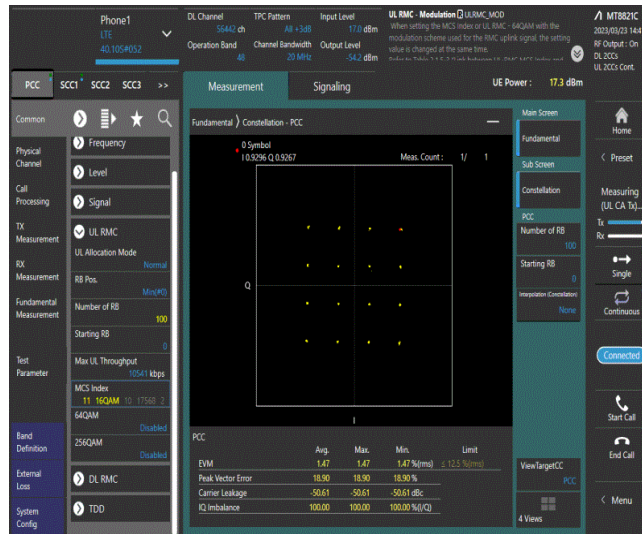 Phone1
LTE
40.105#052
DL Channel
56442 ch
TPC Pattern
All +3dB
Input Level
17.0 dBm
Operation Band
48
Channel Bandwidth
20 MHz
Output Level
-54.2 dBm
UL RMC - Modulation ULRMC_MOD
When setting the MCS Index or UL RMC - 64QAM with the
modulation scheme used for the RMC uplink signal, the setting
value is changed at the same time.
MT8821C
2023/03/23 14:4
RF Output : On
DL 2CCs
UL 2CCs Cont.
PCC SCC1 SCC2 SCC3 >>
Measurement Signaling
UE Power : 17.3 dBm
Common
Physical
Channel
Call
Processing
TX
Measurement
RX
Measurement
Fundamental
Measurement
Test
Parameter
Band
Definition
External
Loss
System
Config
Frequency
Level
Signal
UL RMC
UL Allocation Mode
Normal
RB Pos.
Min(#0)
Number of RB
100
Starting RB
0
Max UL Throughput
10541 kbps
MCS Index
11 16QAM 10 17568 2
64QAM
Disabled
256QAM
Disabled
DL RMC
TDD
Fundamental Constellation - PCC
0 Symbol
I 0.9296 Q 0.9267
Meas. Count : 1/ 1
Q
I
PCC
Avg. Max. Min. Limit
EVM 1.47 1.47 1.47 %(rms) ≤ 12.5 %(rms)
Peak Vector Error 18.90 18.90 18.90 %
Carrier Leakage -50.61 -50.61 -50.61 dBc
IQ Imbalance 100.00 100.00 100.00 %(I/Q)
Main Screen
Fundamental
Sub Screen
Constellation
PCC
Number of RB
100
Starting RB
0
Interpolation (Constellation)
None
ViewTargetCC
PCC
4 Views
Home
< Preset
Measuring
(UL CA Tx)...
Tx
Rx
Single
Continuous
Connected
Start Call
End Call
< Menu